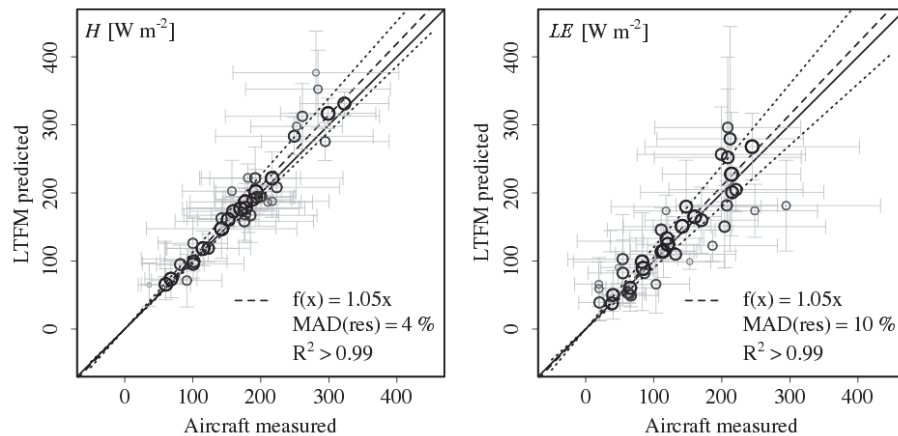 H [W m-2]
400
300
200
100
0
LTFM predicted
f(x) = 1.05x
MAD(res) = 4 %
R2 > 0.99
0 100 200 300 400
Aircraft measured
LE [W m-2]
400
300
200
100
0
LTFM predicted
f(x) = 1.05x
MAD(res) = 10 %
R2 > 0.99
0 100 200 300 400
Aircraft measured